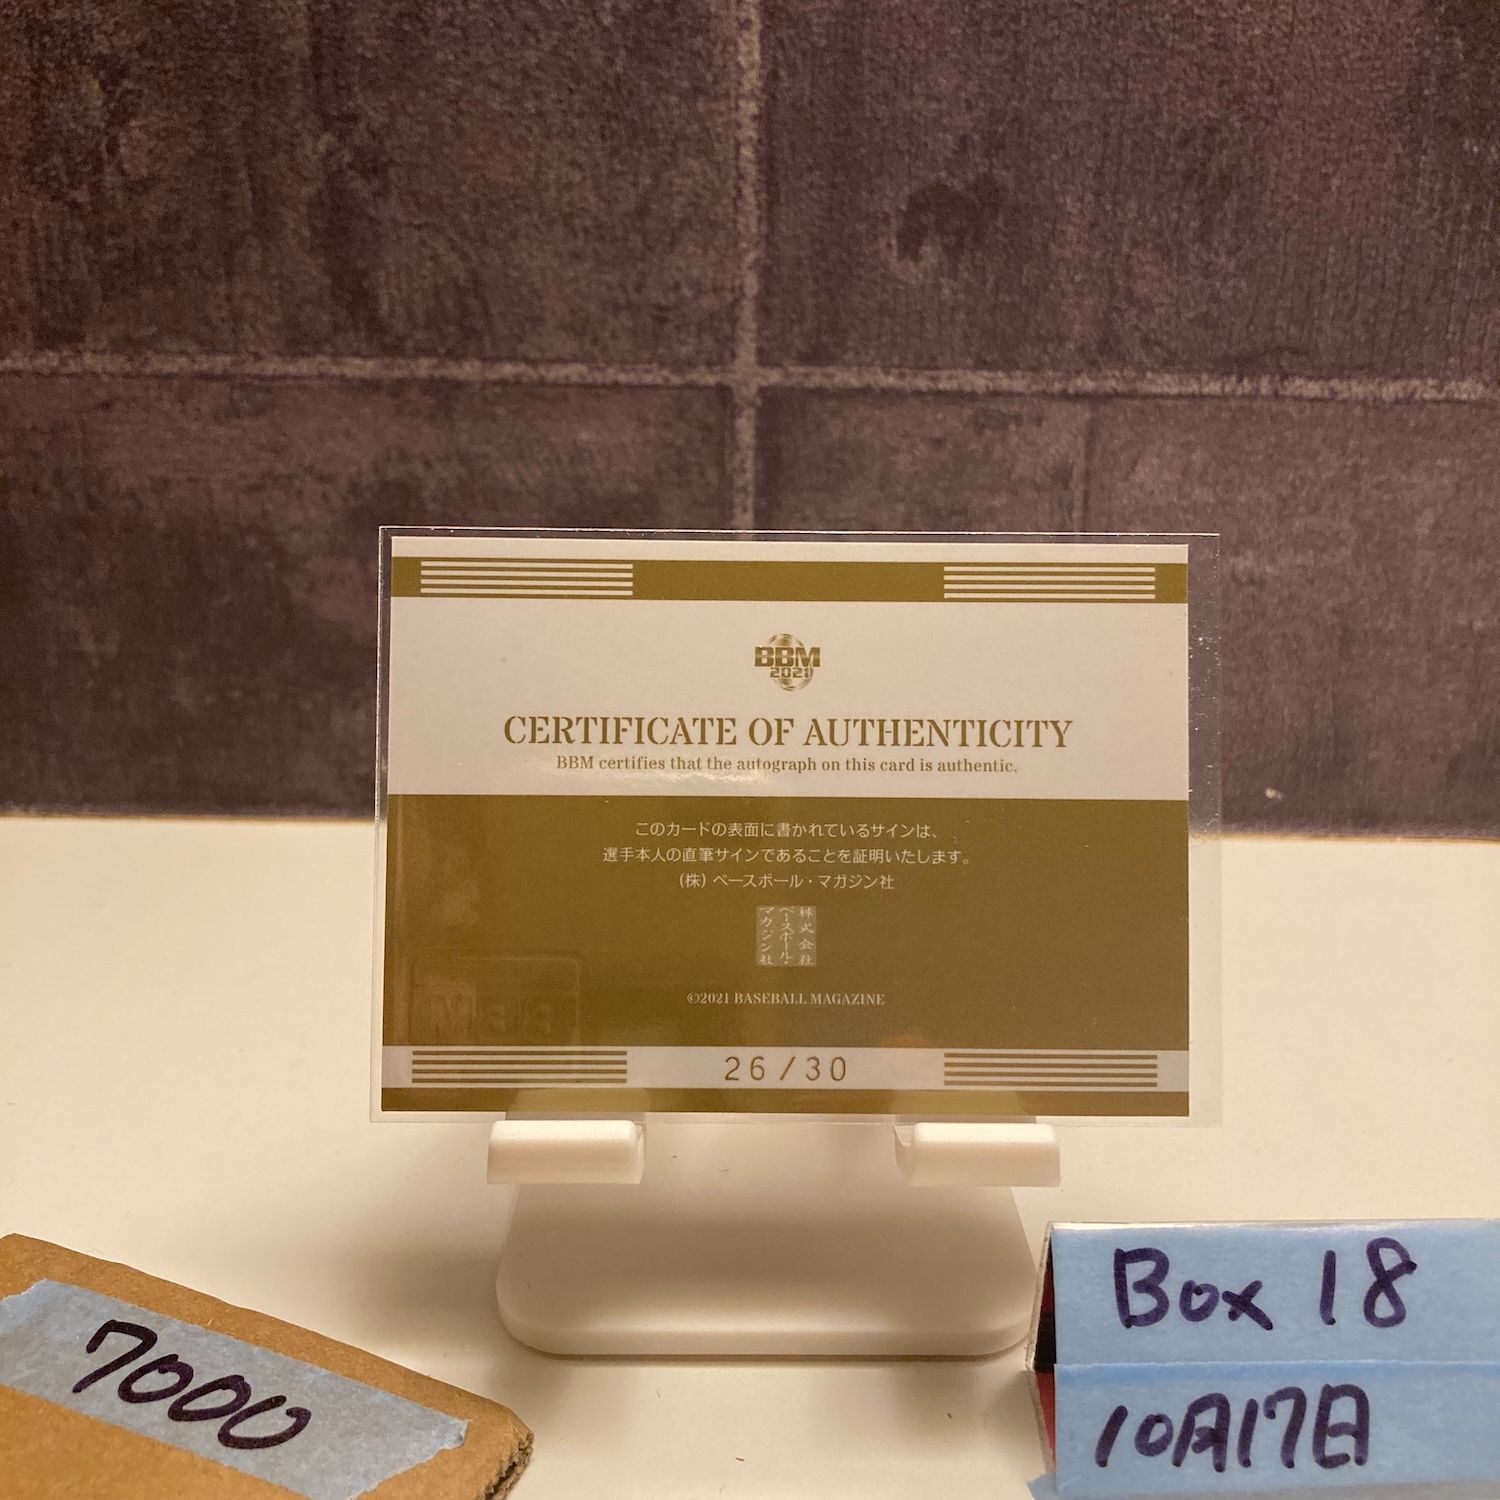 BBM
2021
CERTIFICATE OF AUTHENTICITY
BBM certifies that the autograph on this card is authentic.
このカードの表面に書かれているサインは、
選手本人の直筆サインであることを証明いたします。
(株) ベースボール・マガジン社
株式会社
ベースボール・
マガジン社
©2021 BASEBALL MAGAZINE
26/30
7000
Box 18
10月17日